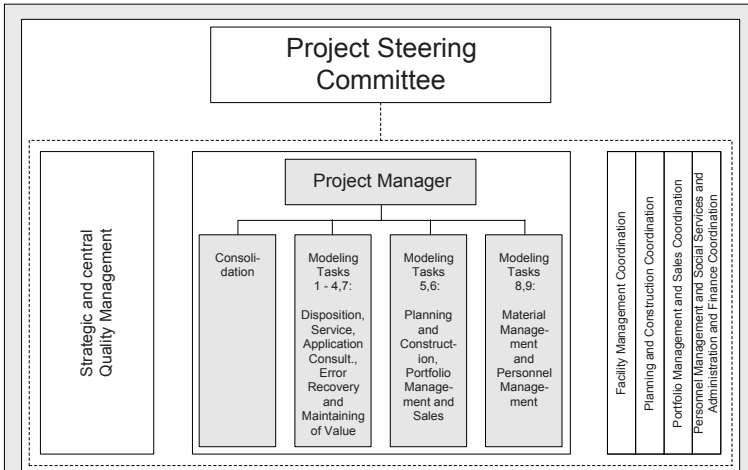 Project Steering
Committee
Strategic and central
Quality Management
Project Manager
Consoli-
dation
Modeling
Tasks
1 - 4,7:
Disposition,
Service,
Application
Consult.,
Error
Recovery
and
Maintaining
of Value
Modeling
Tasks
5,6:
Planning
and
Construct-
ion,
Portfolio
Manage-
ment and
Sales
Modeling
Tasks
8,9:
Material
Manage-
ment
and
Personnel
Manage-
ment
Facility Management Coordination
Planning and Construction Coordination
Portfolio Management and Sales Coordination
Personnel Management and Social Services and
Administration and Finance Coordination